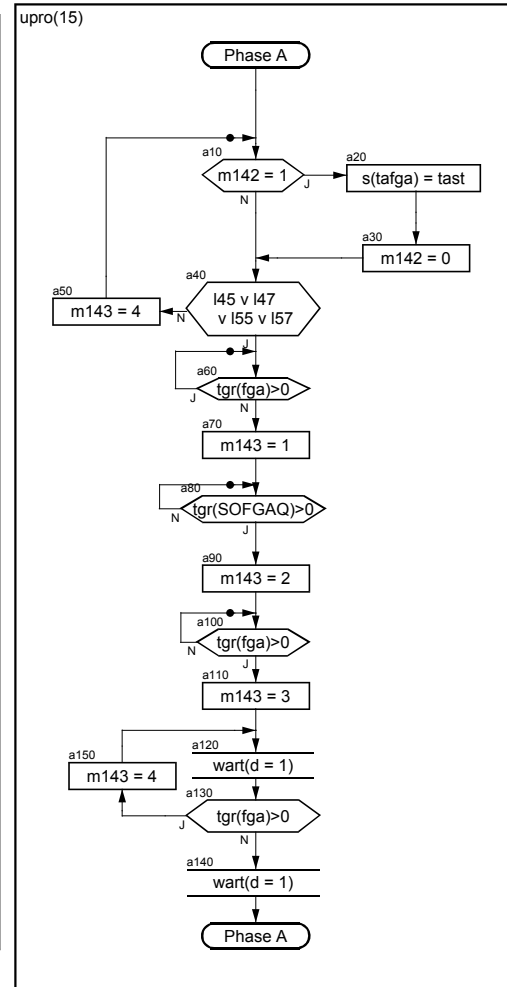 upro(15)
Phase A
a10
m142 = 1
J
N
a20
s(tafga) = tast
a30
m142 = 0
a40
l45 v l47
v l55 v l57
N
J
a50
m143 = 4
a60
tgr(fga)>0
J
N
a70
m143 = 1
a80
tgr(SOFGAQ)>0
N
J
a90
m143 = 2
a100
tgr(fga)>0
N
J
a110
m143 = 3
a120
wart(d = 1)
a150
m143 = 4
a130
tgr(fga)>0
J
N
a140
wart(d = 1)
Phase A